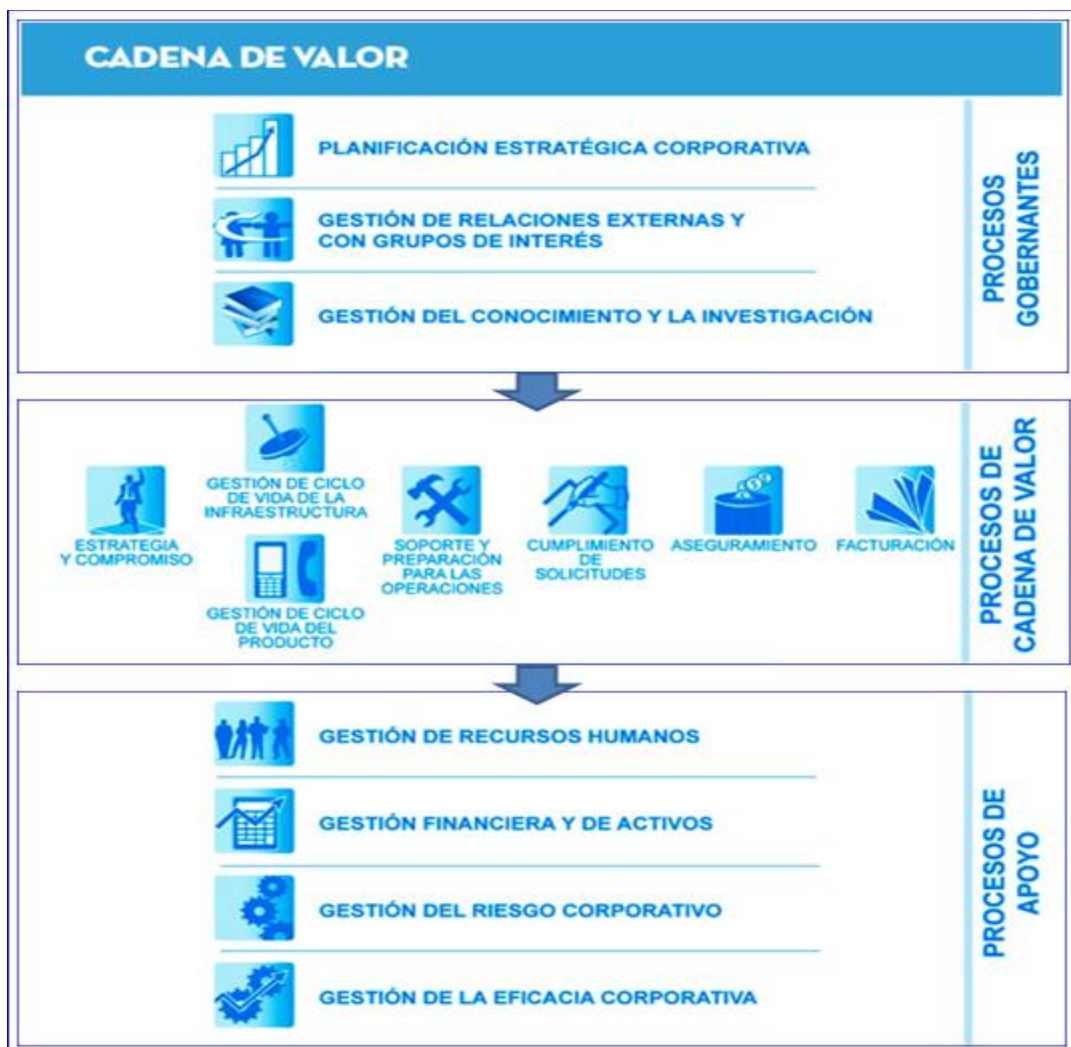 CADENA DE VALOR
PLANIFICACIÓN ESTRATÉGICA CORPORATIVA
GESTIÓN DE RELACIONES EXTERNAS Y
CON GRUPOS DE INTERÉS
GESTIÓN DEL CONOCIMIENTO Y LA INVESTIGACIÓN
PROCESOS
GOBERNANTES
ESTRATEGIA
Y COMPROMISO
GESTIÓN DE CICLO
DE VIDA DE LA
INFRAESTRUCTURA
GESTIÓN DE CICLO
DE VIDA DEL
PRODUCTO
SOPORTE Y
PREPARACIÓN
PARA LAS
OPERACIONES
CUMPLIMIENTO
DE
SOLICITUDES
ASEGURAMIENTO
FACTURACIÓN
PROCESOS DE
CADENA DE VALOR
GESTIÓN DE RECURSOS HUMANOS
GESTIÓN FINANCIERA Y DE ACTIVOS
GESTIÓN DEL RIESGO CORPORATIVO
GESTIÓN DE LA EFICACIA CORPORATIVA
PROCESOS DE
APOYO